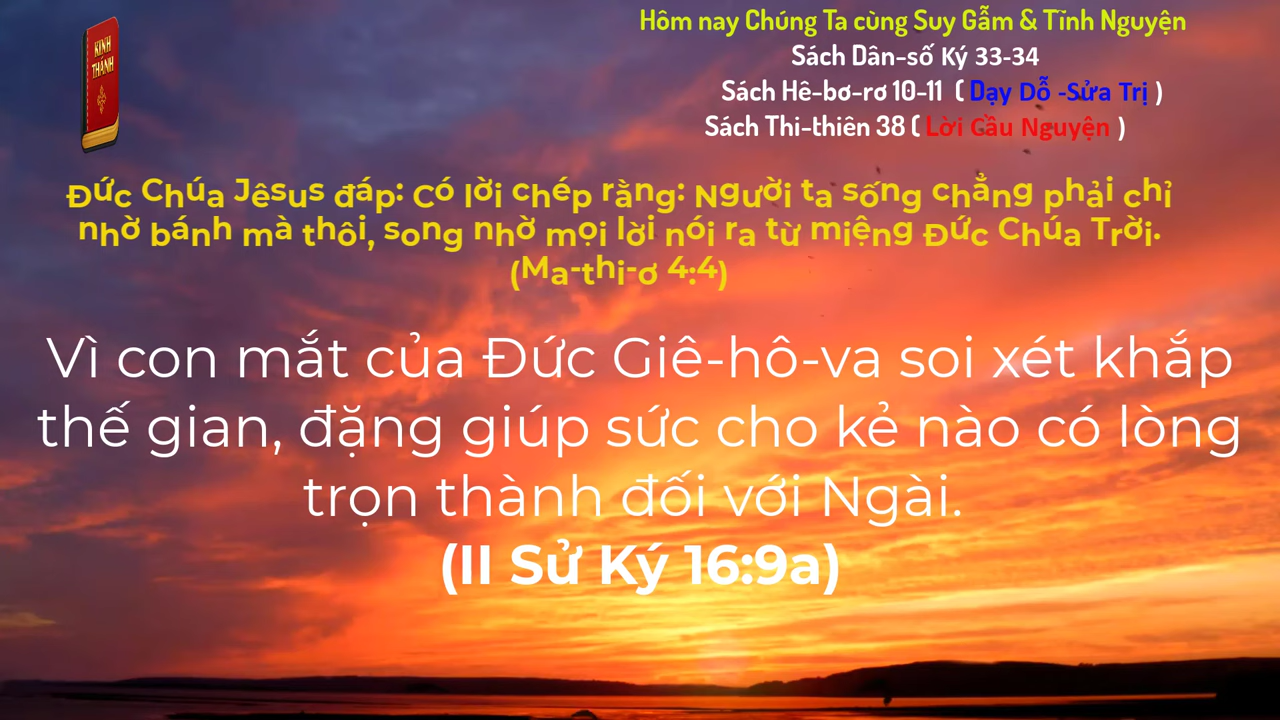 KINH
THÁNH
Hôm nay Chúng Ta cùng Suy Gẫm & Tĩnh Nguyện
Sách Dân-số Ký 33-34
Sách Hê-bơ-rơ 10-11 ( Dạy Dỗ -Sửa Trị )
Sách Thi-thiên 38 ( Lời Cầu Nguyện )
Đức Chúa Jêsus đáp: Có lời chép rằng: Người ta sống chẳng phải chỉ
nhờ bánh mà thôi, song nhờ mọi lời nói ra từ miệng Đức Chúa Trời.
(Ma-thi-ơ 4:4)
Vì con mắt của Đức Giê-hô-va soi xét khắp
thế gian, đặng giúp sức cho kẻ nào có lòng
trọn thành đối với Ngài.
(II Sử Ký 16:9a)